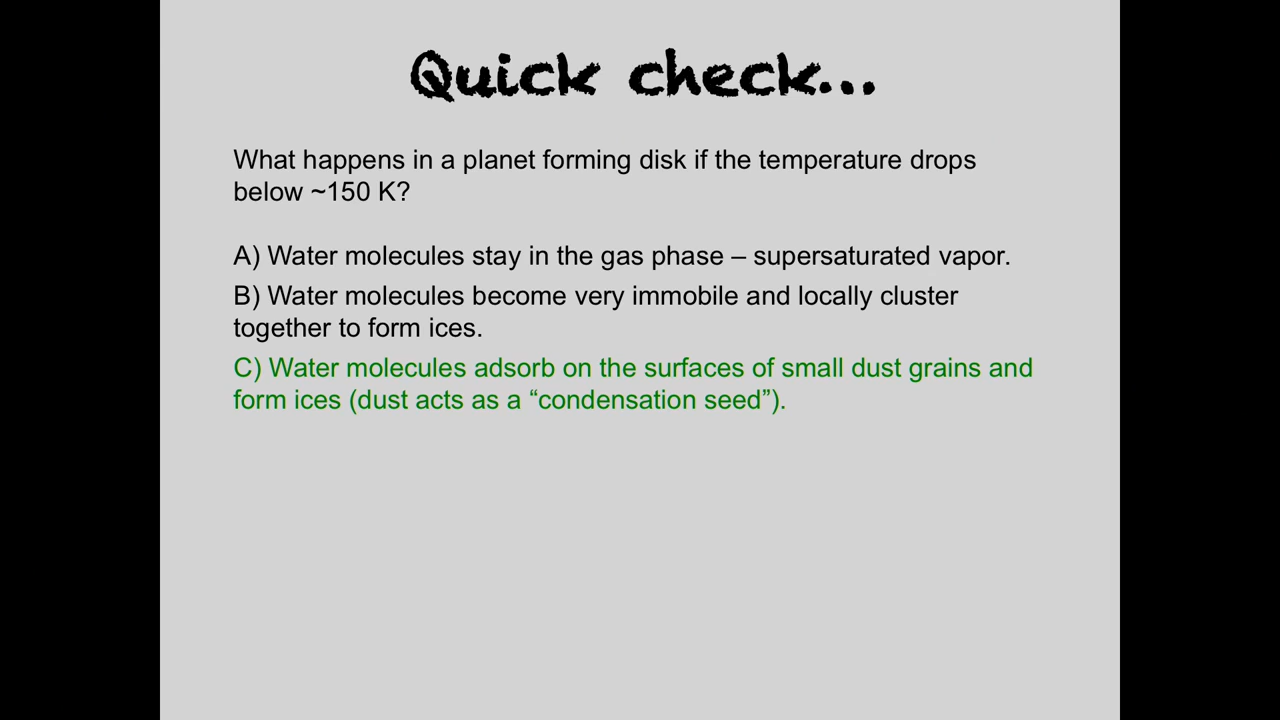 Quick check...
What happens in a planet forming disk if the temperature drops
below ~150 K?
A) Water molecules stay in the gas phase – supersaturated vapor.
B) Water molecules become very immobile and locally cluster
together to form ices.
C) Water molecules adsorb on the surfaces of small dust grains and
form ices (dust acts as a “condensation seed”).